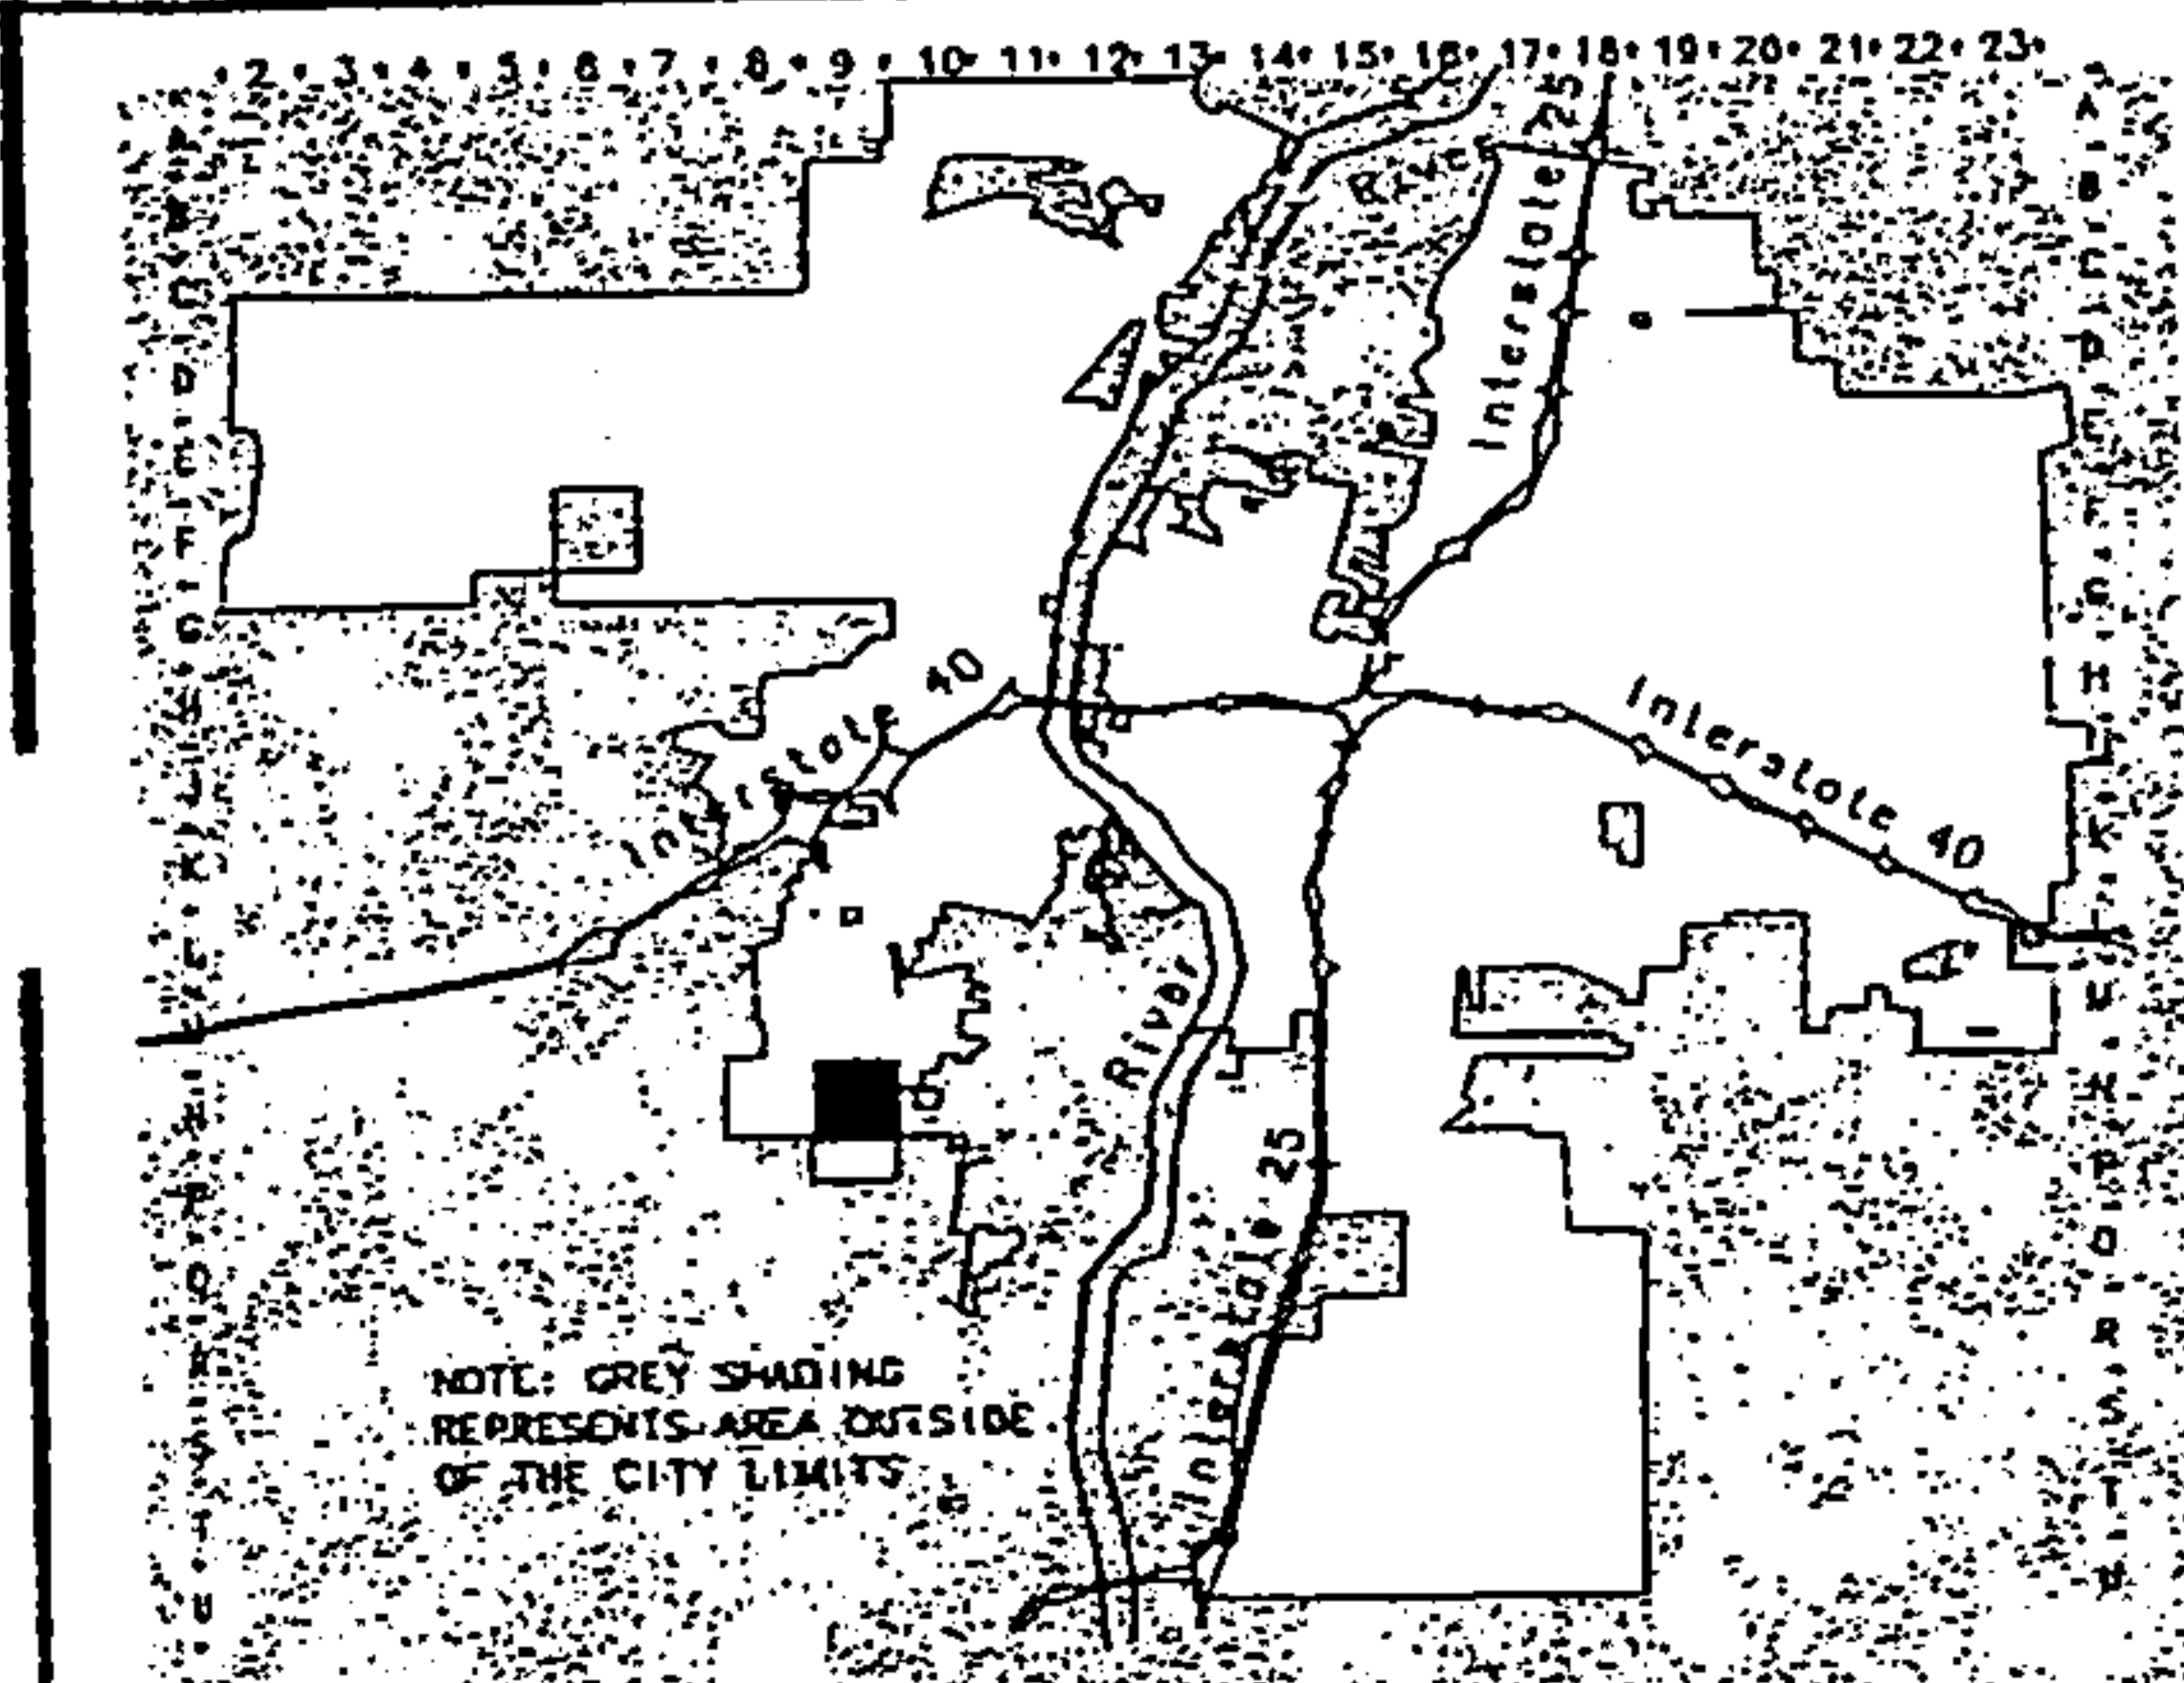 2 3 4 5 6 7 8 9 10 11 12 13 14 15 16 17 18 19 20 21 22 23
River
Interstate 25
Interstate 40
Interstate 40
River
Interstate 25
NOTE: GREY SHADING
REPRESENTS AREA OUTSIDE
OF THE CITY LIMITS